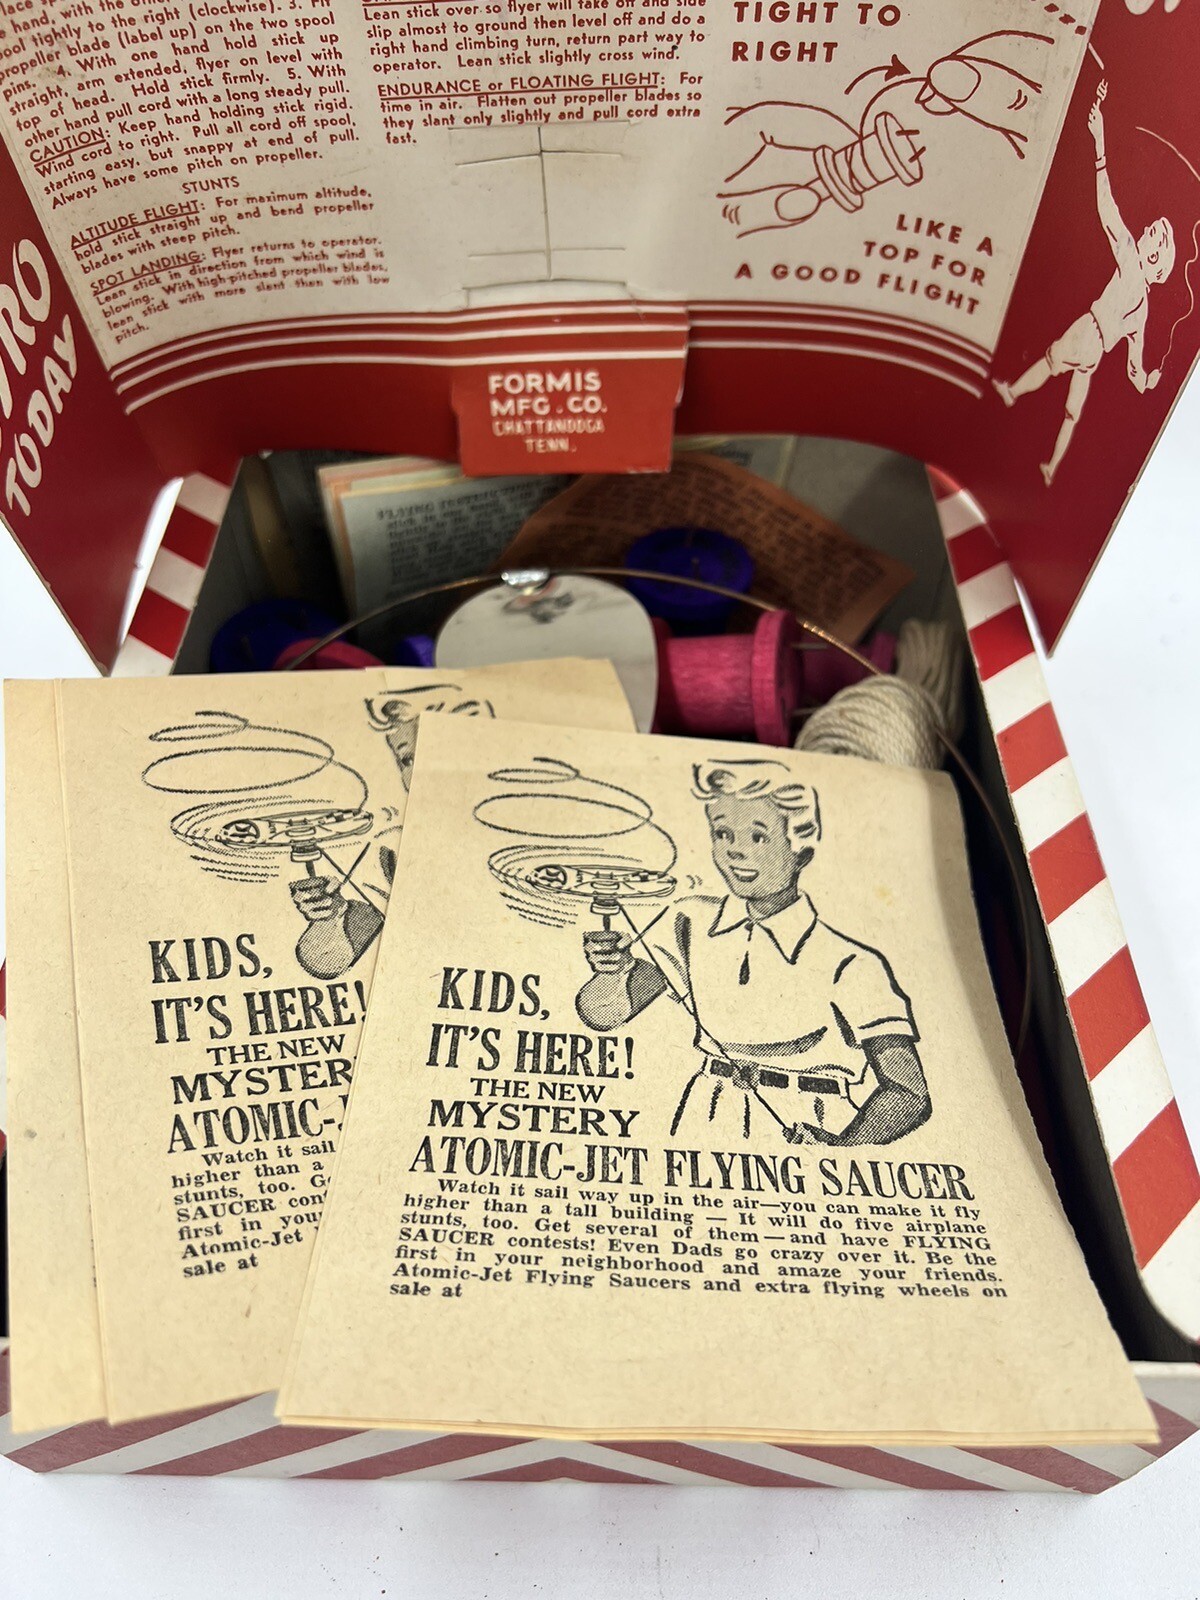 hand, with the other
to the right (clockwise). 3. Fit
tightly to the
propeller blade (label up) on the two spool
pins. 4. With one hand hold stick up
straight, arm extended, flyer on level with
top of head. Hold stick firmly. 5. With
other hand pull cord with a long steady pull.
CAUTION: Keep hand holding stick rigid.
Wind cord to right. Pull all cord off spool,
starting easy, but snappy at end of pull.
Always have some pitch on propeller.
STUNTS
ALTITUDE FLIGHT: For maximum altitude,
hold stick straight up and bend propeller
blades with steep pitch.
SPOT LANDING: Flyer returns to operator.
Lean stick in direction from which wind is
blowing. With high-pitched propeller blades,
lean stick with more slant than with low
pitch.
Lean stick over so flyer will take off and side
slip almost to ground then level off and do a
right hand climbing turn, return part way to
operator. Lean stick slightly cross wind.
ENDURANCE or FLOATING FLIGHT: For
time in air. Flatten out propeller blades so
they slant only slightly and pull cord extra
fast.
TIGHT TO
RIGHT
LIKE A
TOP FOR
A GOOD FLIGHT
TODAY
FORMIS
MFG. CO.
CHATTANOOGA
TENN.
KIDS,
IT'S HERE!
THE NEW
MYSTER
ATOMIC-J
Watch it sail
higher than a
stunts, too. G
SAUCER con
first in you
Atomic-Jet
sale at
KIDS,
IT'S HERE!
THE NEW
MYSTERY
ATOMIC-JET FLYING SAUCER
Watch it sail way up in the air—you can make it fly
higher than a tall building — It will do five airplane
stunts, too. Get several of them — and have FLYING
SAUCER contests! Even Dads go crazy over it. Be the
first in your neighborhood and amaze your friends.
Atomic-Jet Flying Saucers and extra flying wheels on
sale at